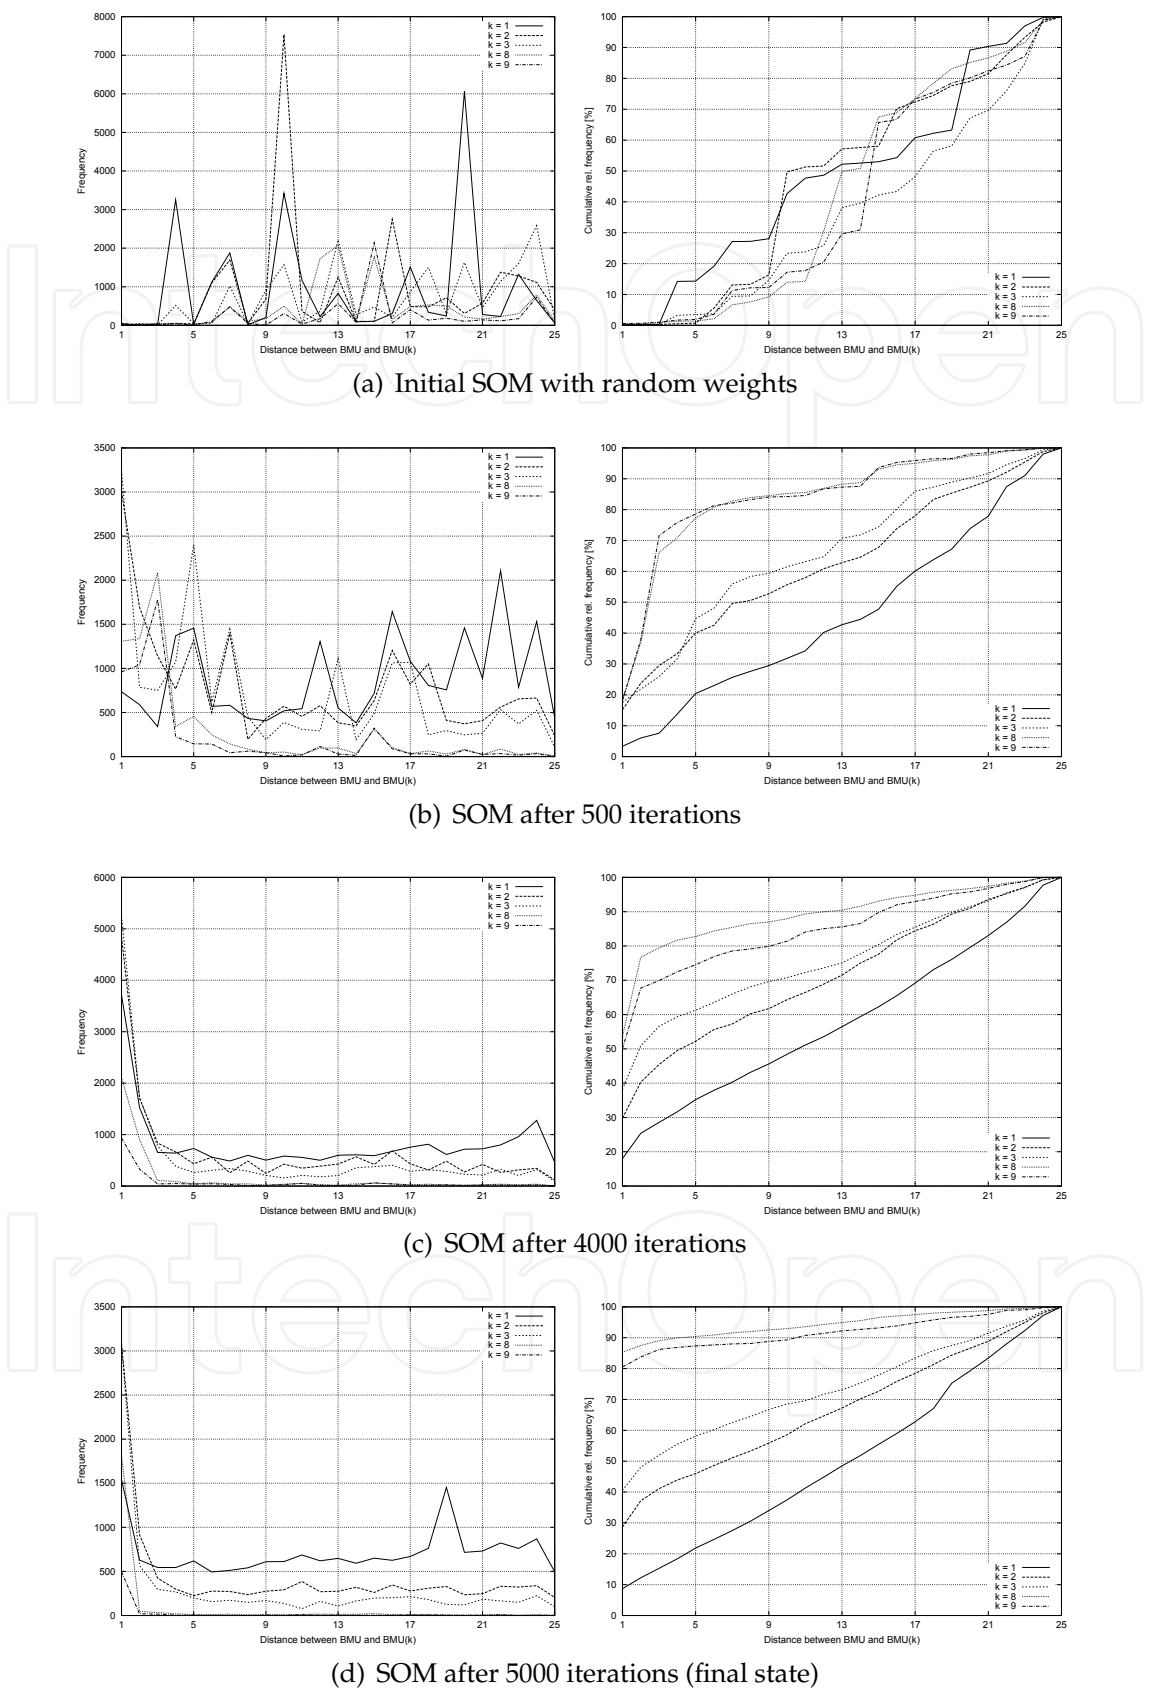 8000
7000
6000
5000
4000
3000
2000
1000
0
Frequency
k = 1
k = 2
k = 3
k = 8
k = 9
1 5 9 13 17 21 25
Distance between BMU and BMU(k)
100
90
80
70
60
50
40
30
20
10
0
Cumulative rel. frequency [%]
k = 1
k = 2
k = 3
k = 8
k = 9
1 5 9 13 17 21 25
Distance between BMU and BMU(k)
IntechOpen
(a) Initial SOM with random weights
3500
3000
2500
2000
1500
1000
500
0
Frequency
k = 1
k = 2
k = 3
k = 8
k = 9
1 5 9 13 17 21 25
Distance between BMU and BMU(k)
100
90
80
70
60
50
40
30
20
10
0
Cumulative rel. frequency [%]
k = 1
k = 2
k = 3
k = 8
k = 9
1 5 9 13 17 21 25
Distance between BMU and BMU(k)
(b) SOM after 500 iterations
6000
5000
4000
3000
2000
1000
0
Frequency
k = 1
k = 2
k = 3
k = 8
k = 9
1 5 9 13 17 21 25
Distance between BMU and BMU(k)
100
90
80
70
60
50
40
30
20
10
Cumulative rel. frequency [%]
k = 1
k = 2
k = 3
k = 8
k = 9
1 5 9 13 17 21 25
Distance between BMU and BMU(k)
(c) SOM after 4000 iterations
IntechOpen
3500
3000
2500
2000
1500
1000
500
0
Frequency
k = 1
k = 2
k = 3
k = 8
k = 9
1 5 9 13 17 21 25
Distance between BMU and BMU(k)
100
90
80
70
60
50
40
30
20
10
0
Cumulative rel. frequency [%]
k = 1
k = 2
k = 3
k = 8
k = 9
1 5 9 13 17 21 25
Distance between BMU and BMU(k)
(d) SOM after 5000 iterations (final state)